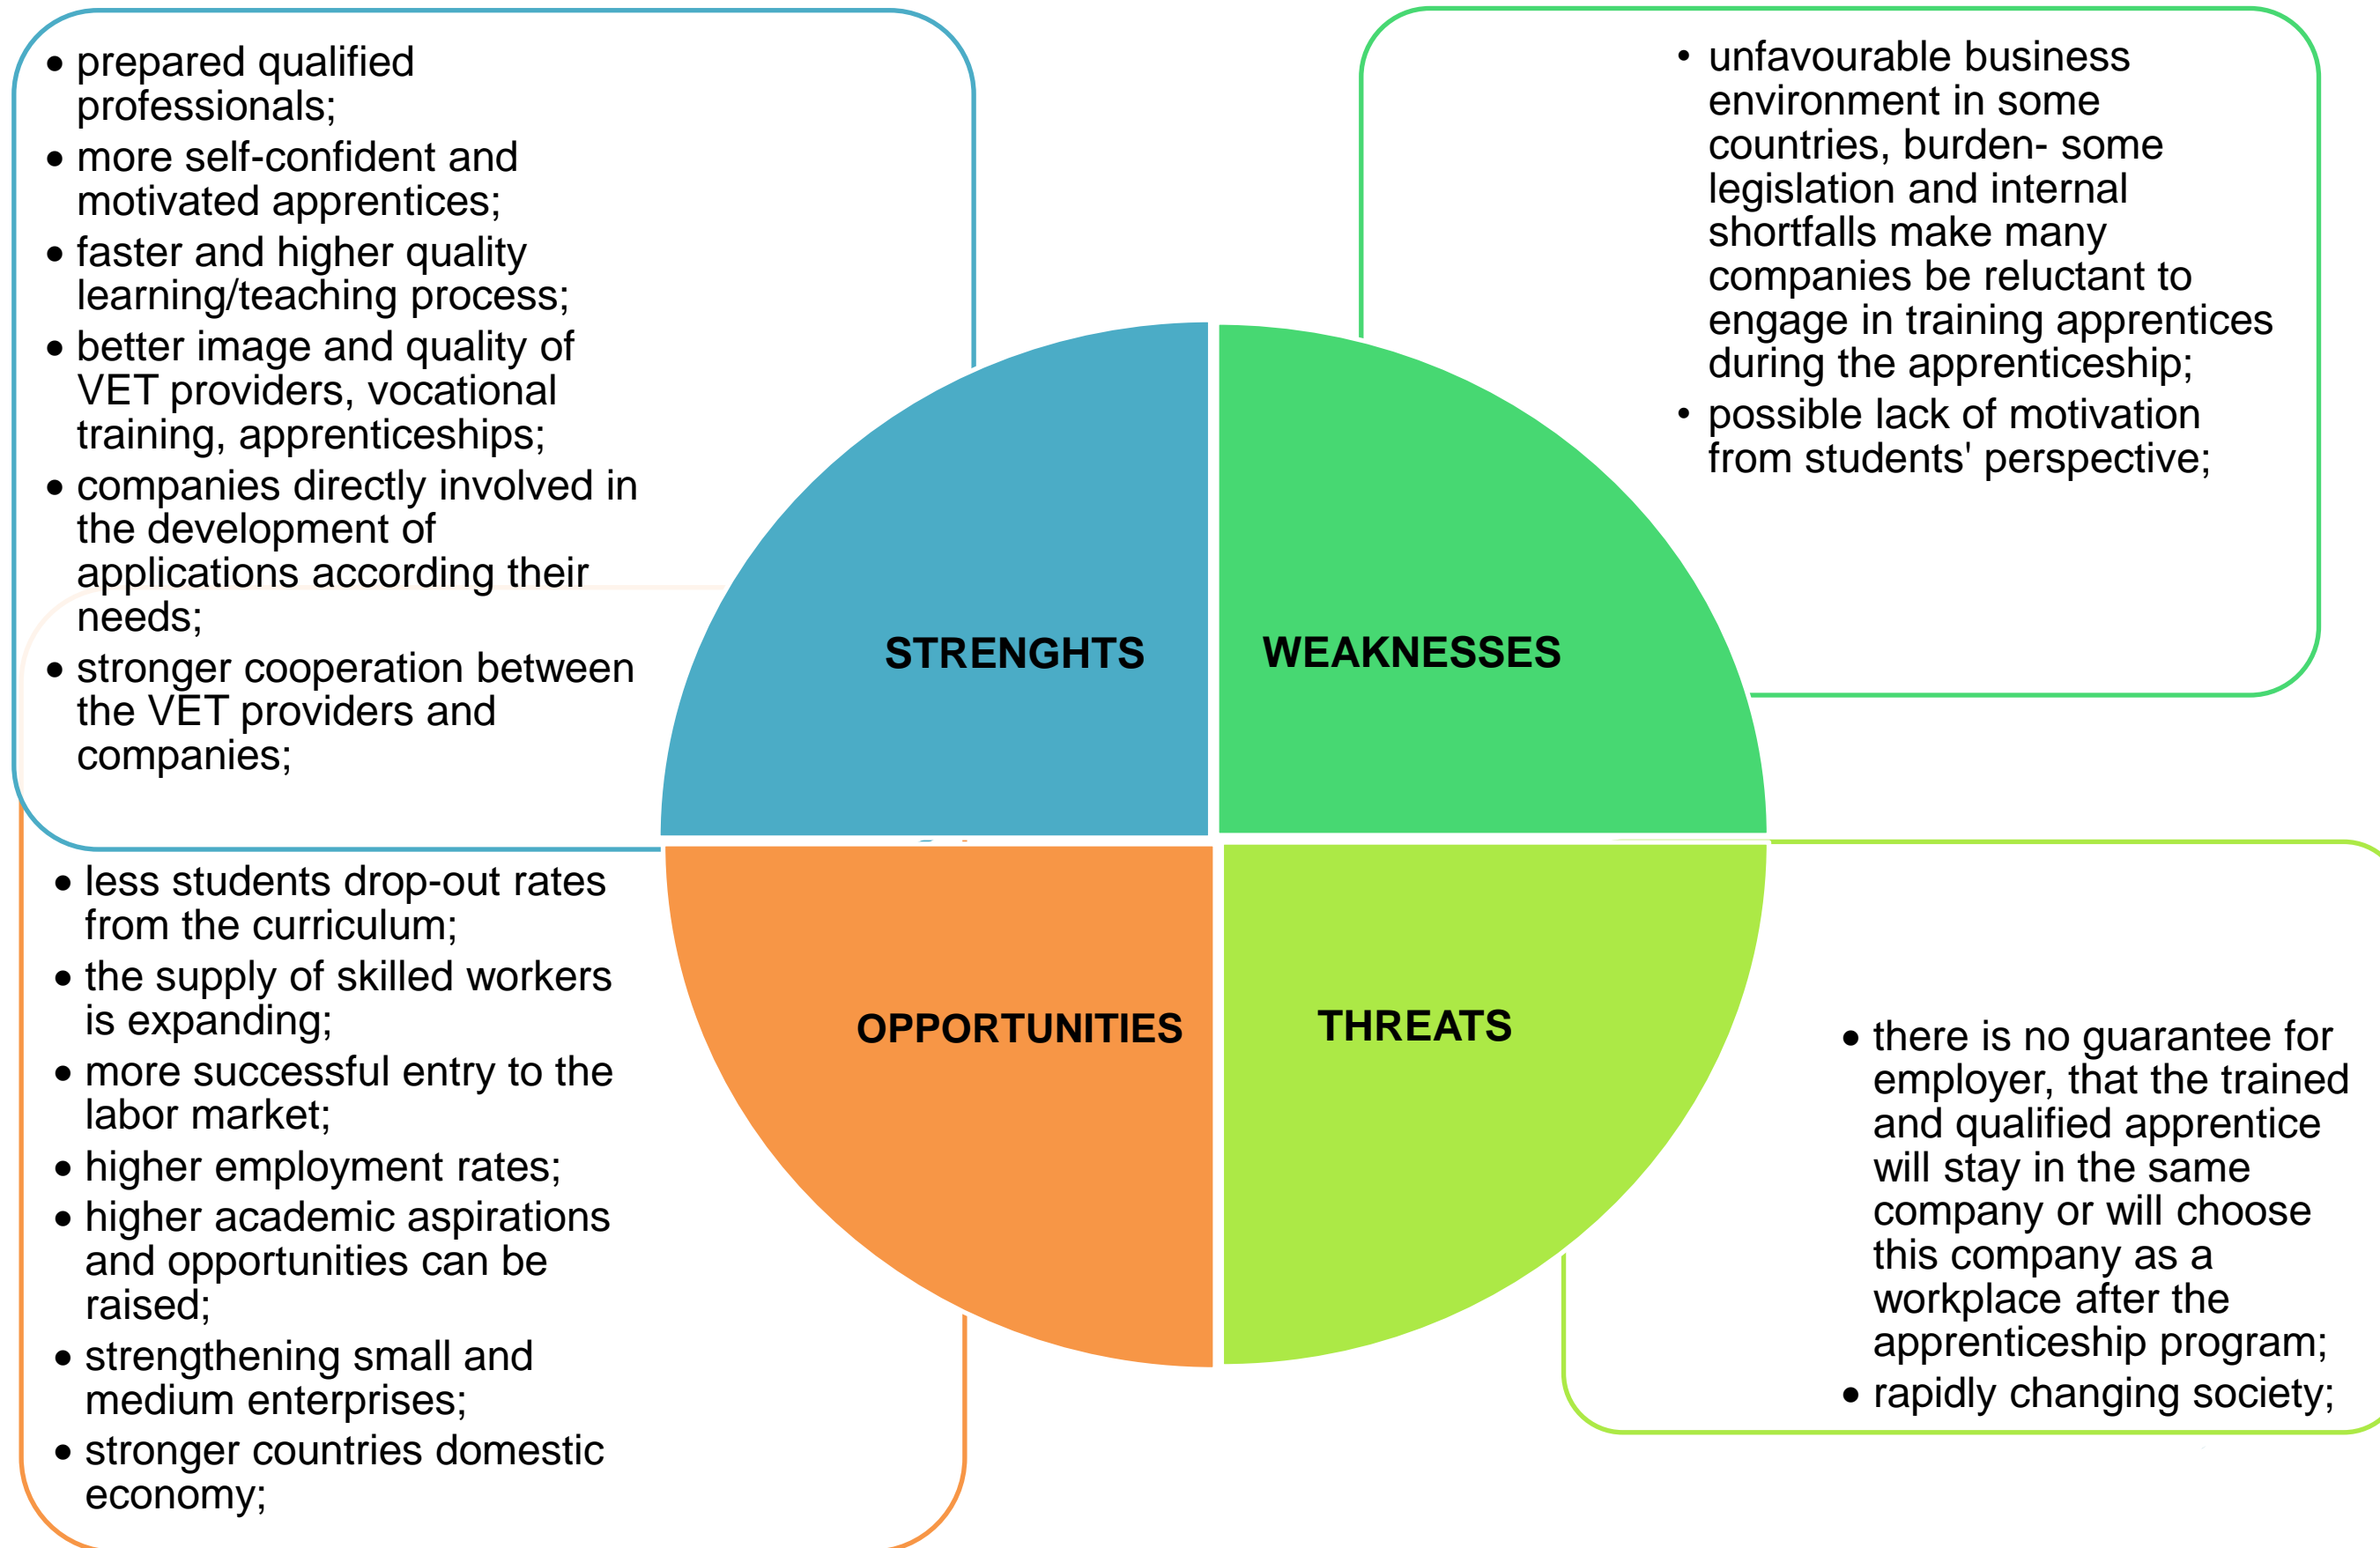 • prepared qualified
professionals;
• more self-confident and
motivated apprentices;
• faster and higher quality
learning/teaching process;
• better image and quality of
VET providers, vocational
training, apprenticeships;
• companies directly involved in
the development of
applications according their
needs;
• stronger cooperation between
the VET providers and
companies;
• unfavourable business
environment in some
countries, burden- some
legislation and internal
shortfalls make many
companies be reluctant to
engage in training apprentices
during the apprenticeship;
• possible lack of motivation
from students' perspective;
STRENGHTS
WEAKNESSES
OPPORTUNITIES
THREATS
• less students drop-out rates
from the curriculum;
• the supply of skilled workers
is expanding;
• more successful entry to the
labor market;
• higher employment rates;
• higher academic aspirations
and opportunities can be
raised;
• strengthening small and
medium enterprises;
• stronger countries domestic
economy;
• there is no guarantee for
employer, that the trained
and qualified apprentice
will stay in the same
company or will choose
this company as a
workplace after the
apprenticeship program;
• rapidly changing society;